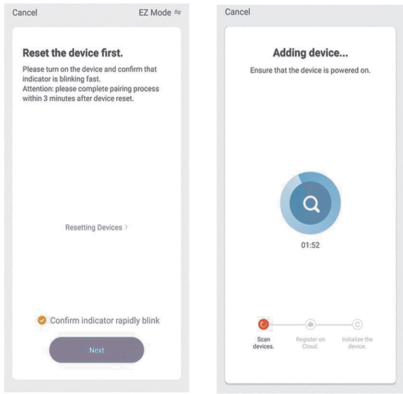 Cancel
EZ Mode ⇋
Reset the device first.
Please turn on the device and confirm that
indicator is blinking fast.
Attention: please complete pairing process
within 3 minutes after device reset.
Resetting Devices >
Confirm indicator rapidly blink
Next
Cancel
Adding device...
Ensure that the device is powered on.
01:52
Scan
devices.
Register on
Cloud.
Initialize the
device.